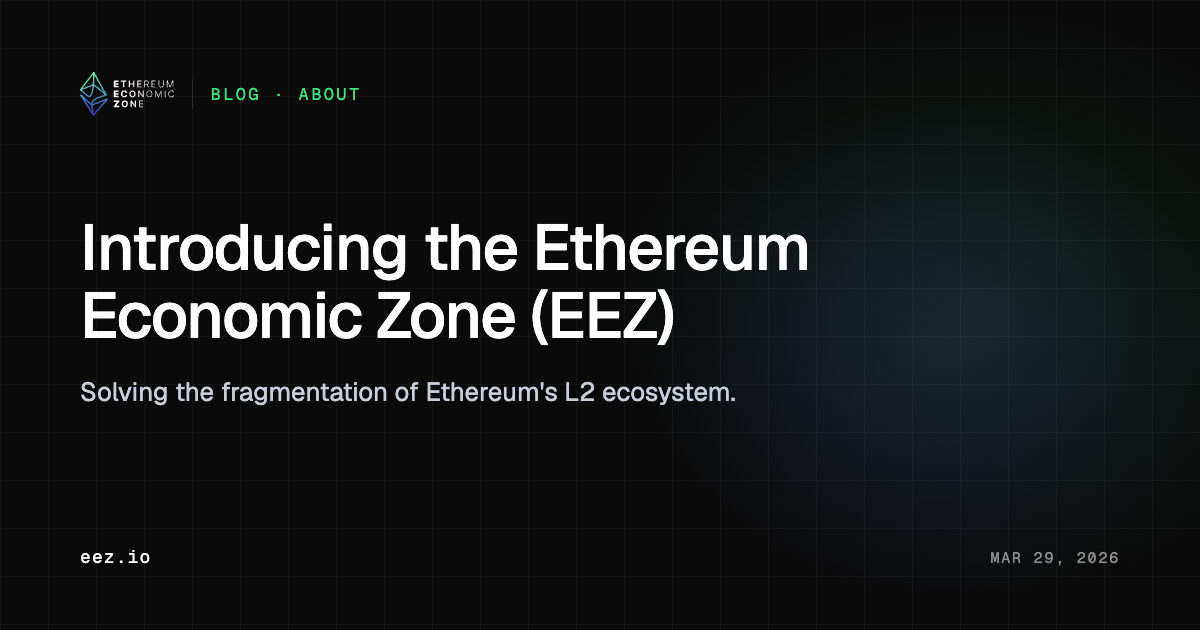 ETHEREUM
ECONOMIC
ZONE
BLOG · ABOUT
Introducing the Ethereum
Economic Zone (EEZ)
Solving the fragmentation of Ethereum's L2 ecosystem.
eez.io
MAR 29, 2026